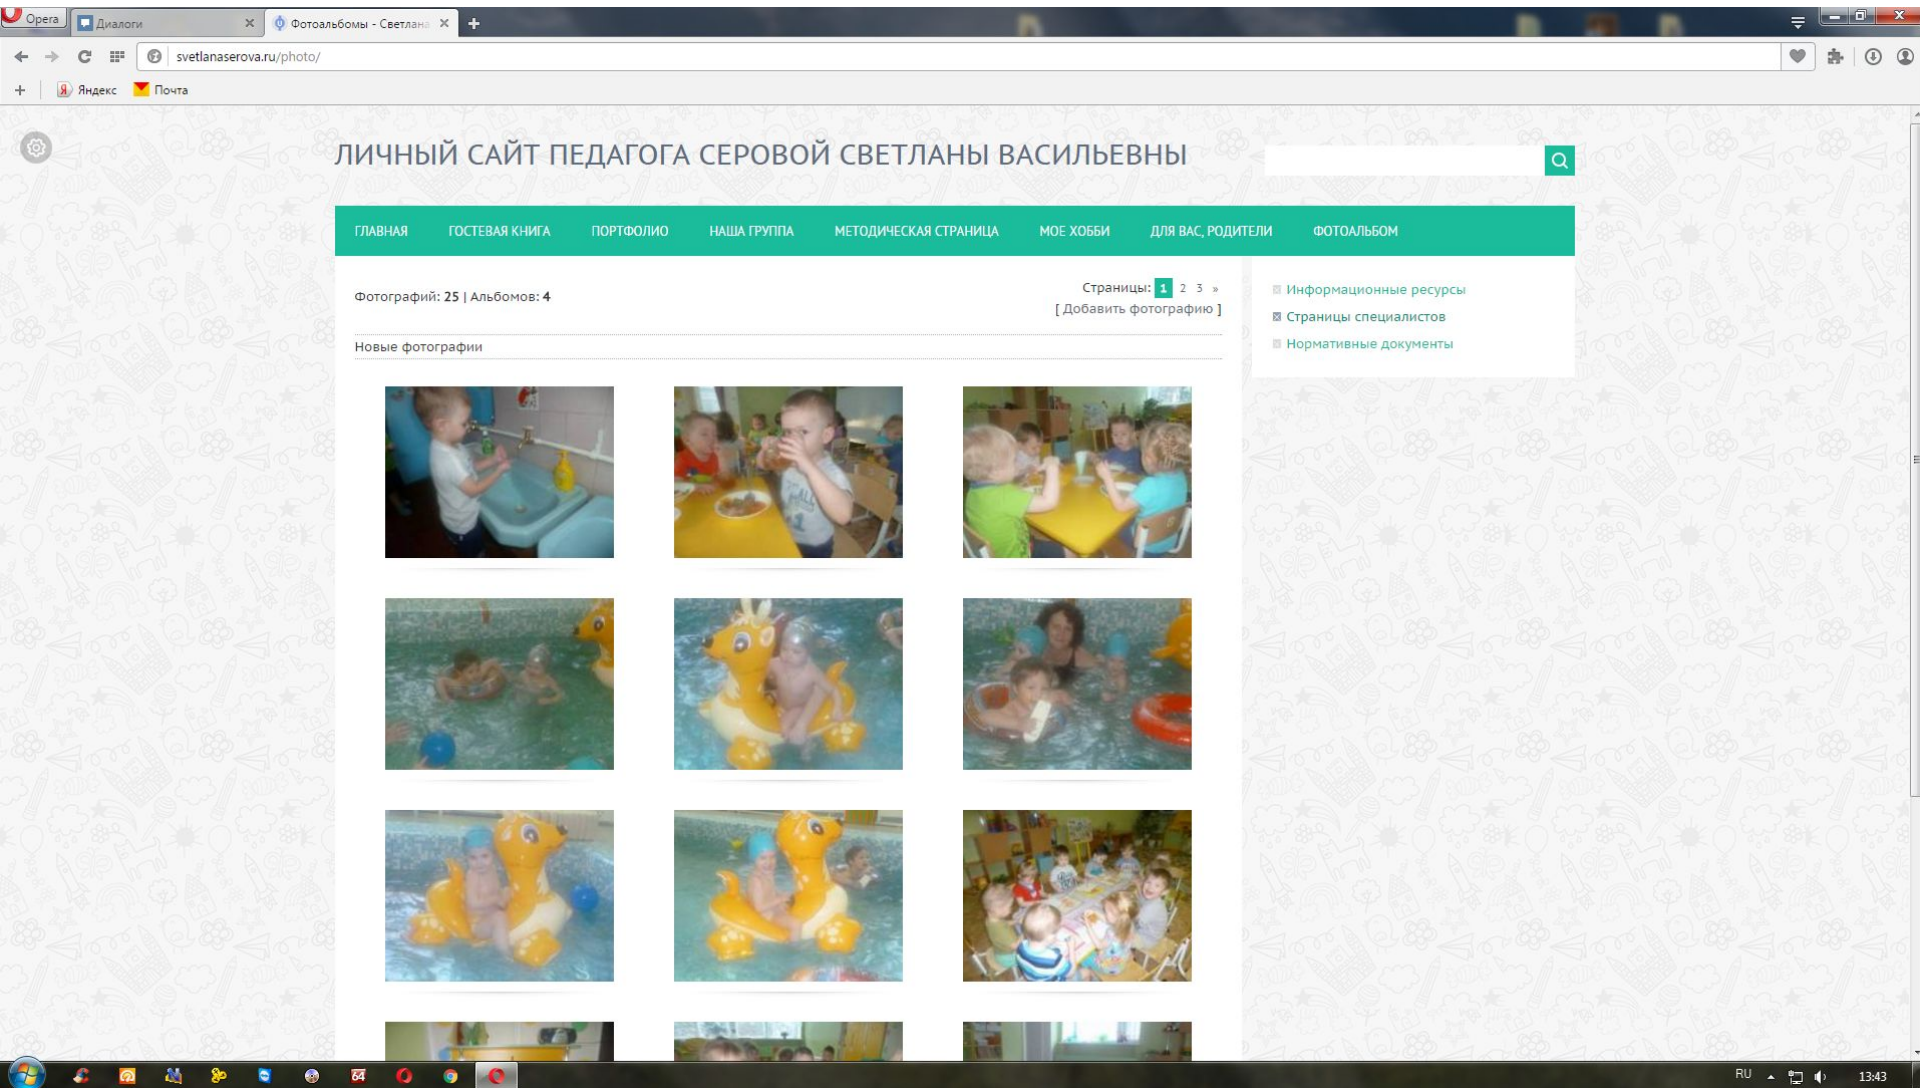 Opera
Диалоги
Фотоальбомы - Светлана
svetlanaserova.ru/photo/
Яндекс
Почта
ЛИЧНЫЙ САЙТ ПЕДАГОГА СЕРОВОЙ СВЕТЛАНЫ ВАСИЛЬЕВНЫ
ГЛАВНАЯ ГОСТЕВАЯ КНИГА ПОРТФОЛИО НАША ГРУППА МЕТОДИЧЕСКАЯ СТРАНИЦА МОЕ ХОББИ ДЛЯ ВАС, РОДИТЕЛИ ФОТОАЛЬБОМ
Фотографий: 25 | Альбомов: 4
Страницы: 1 2 3 »
[ Добавить фотографию ]
Новые фотографии
Информационные ресурсы
Страницы специалистов
Нормативные документы
64
RU
13:43